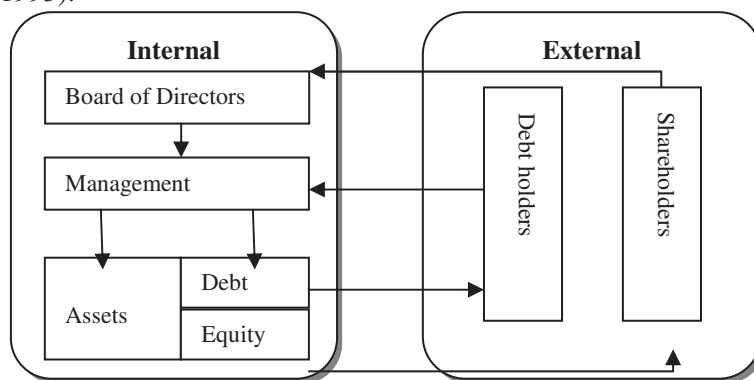 Internal
External
Board of Directors
Management
Assets
Debt
Equity
Debt holders
Shareholders